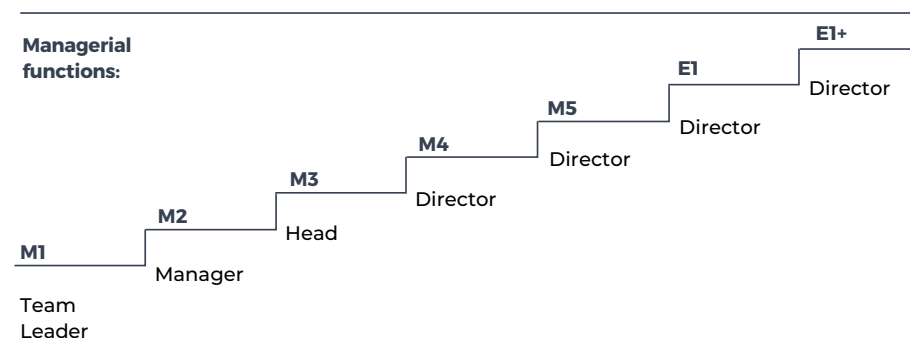 Managerial
functions:
E1+
Director
E1
Director
M5
Director
M4
Director
M3
Head
M2
Manager
M1
Team
Leader